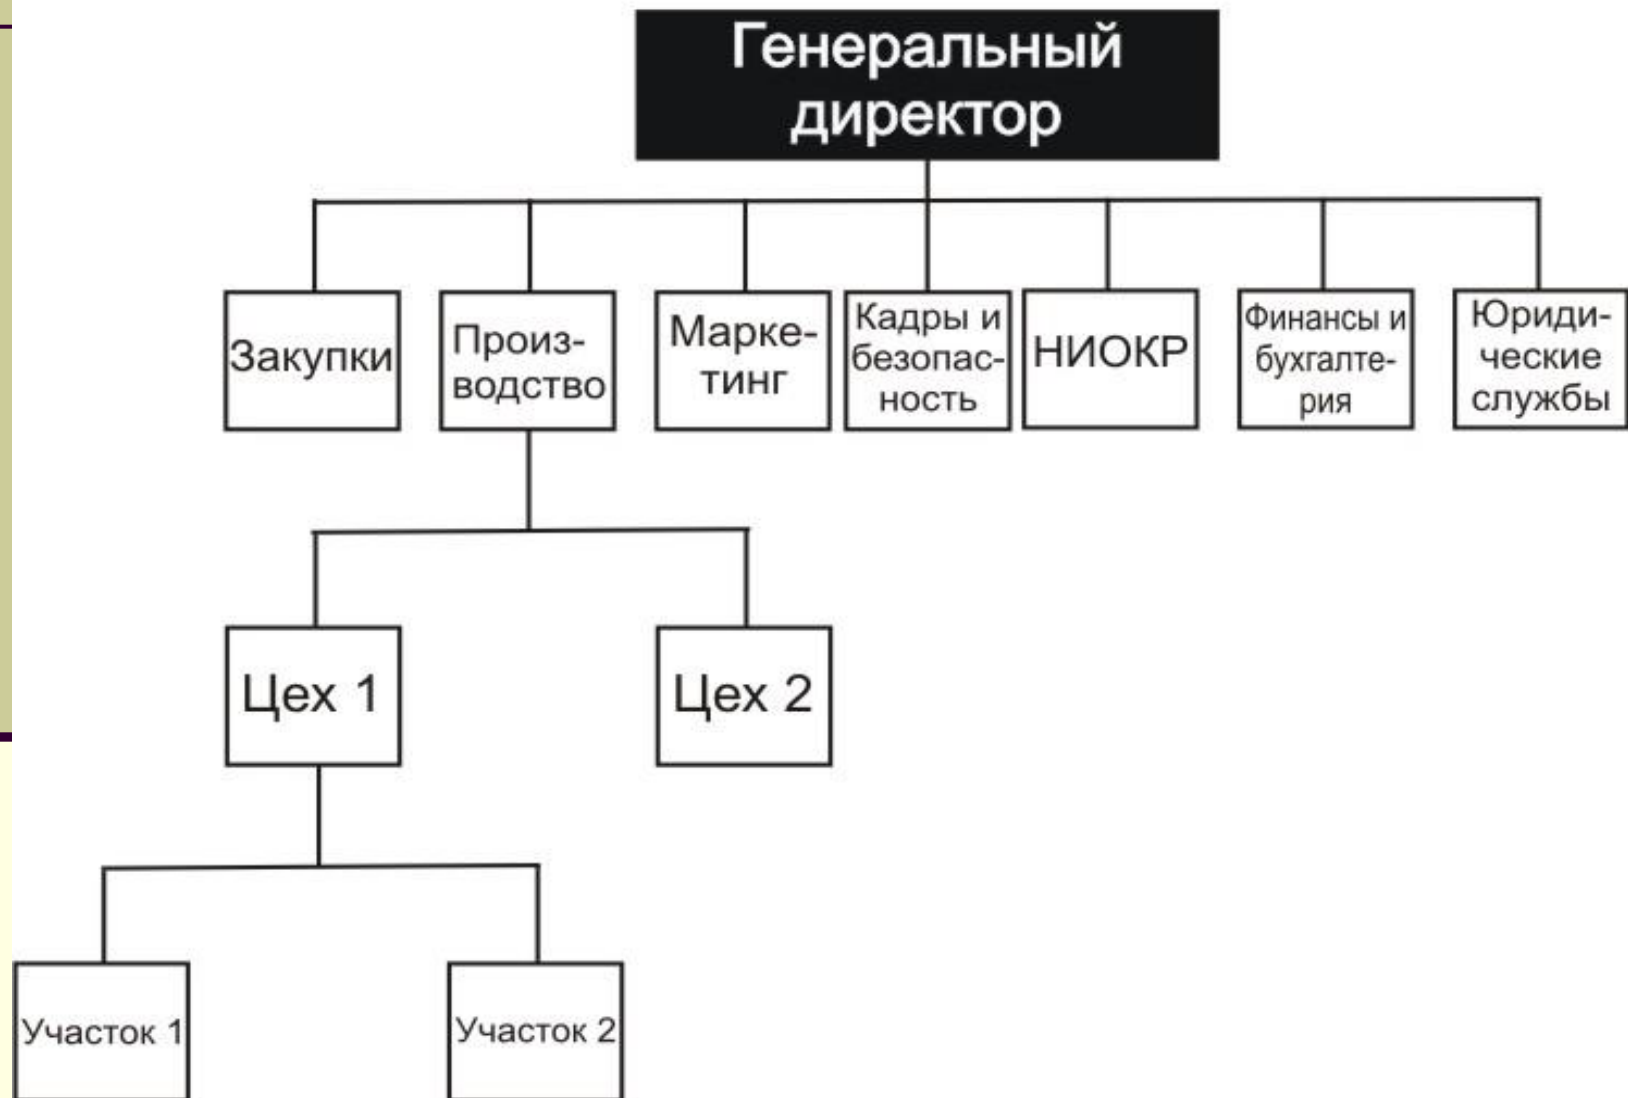 Генеральный
директор
Закупки
Произ-
водство
Марке-
тинг
Кадры и
безопас-
ность
НИОКР
Финансы и
бухгалте-
рия
Юриди-
ческие
службы
Цех 1
Цех 2
Участок 1
Участок 2